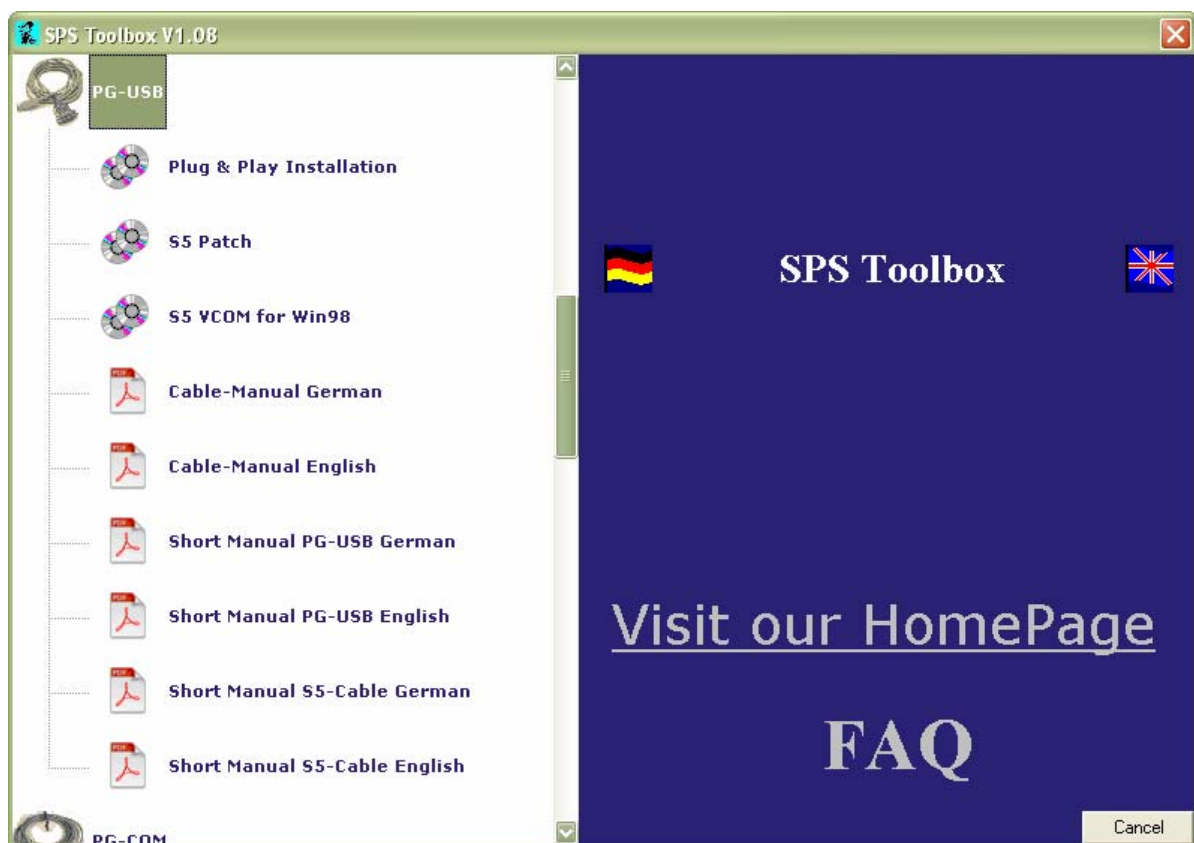 SPS Toolbox V1.08
PG-USB
Plug & Play Installation
S5 Patch
S5 VCOM for Win98
Cable-Manual German
Cable-Manual English
Short Manual PG-USB German
Short Manual PG-USB English
Short Manual S5-Cable German
Short Manual S5-Cable English
PG-COM
SPS Toolbox
Visit our HomePage
FAQ
Cancel